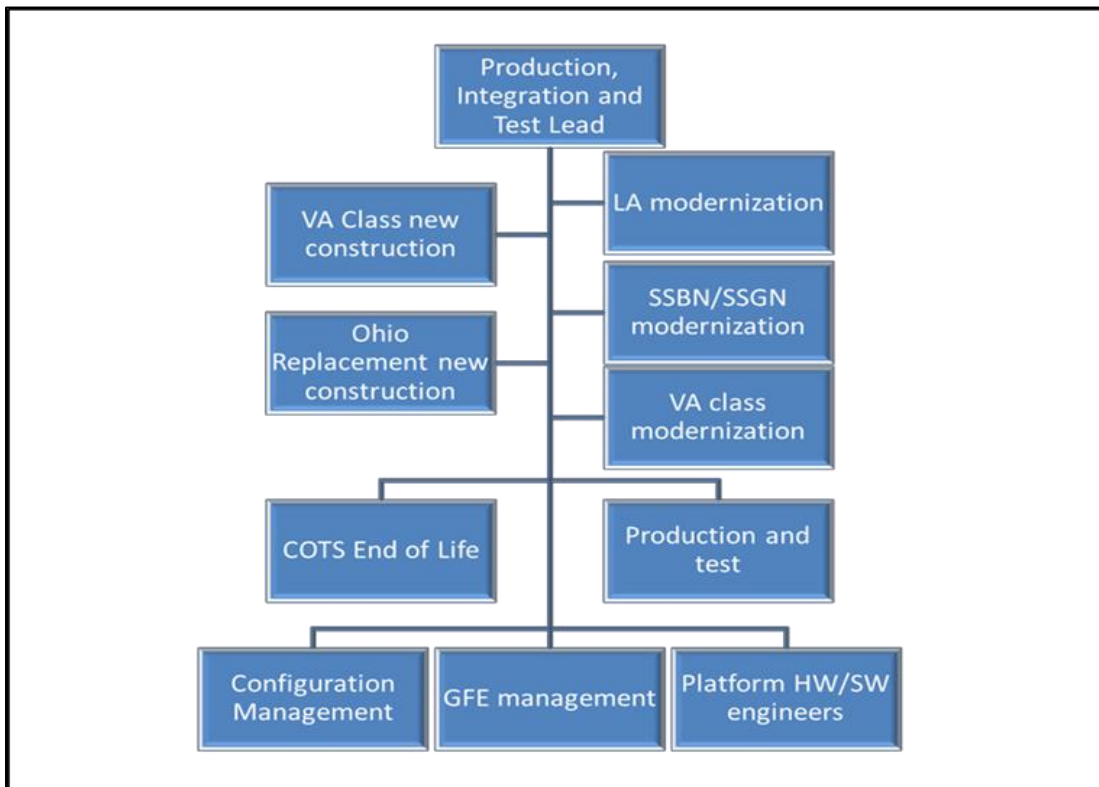 Production,
Integration and
Test Lead
VA Class new
construction
LA modernization
Ohio
Replacement new
construction
SSBN/SSGN
modernization
VA class
modernization
COTS End of Life
Production and
test
Configuration
Management
GFE management
Platform HW/SW
engineers